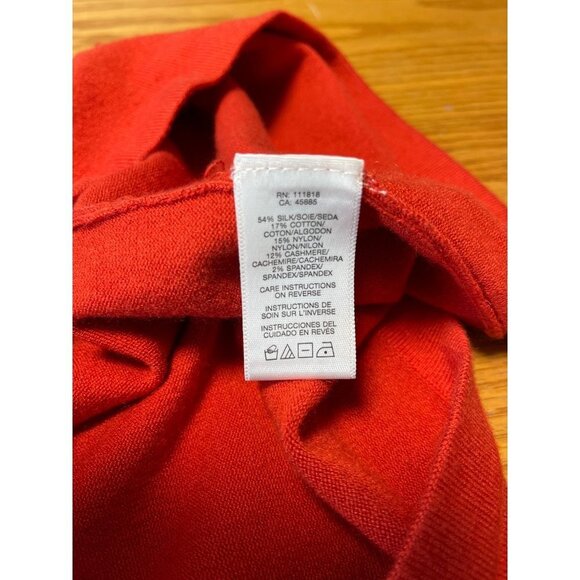 RN: 111818
CA: 45885
54% SILK/SOIE/SEDA
17% COTTON/
COTON/ALGODON
15% NYLON/
NYLON/NILON
12% CASHMERE/
CACHEMIRE/CACHEMIRA
2% SPANDEX/
SPANDEX/SPANDEX
CARE INSTRUCTIONS
ON REVERSE
INSTRUCTIONS DE
SOIN SUR L'INVERSE
INSTRUCCIONES DEL
CUIDADO EN REVÉS